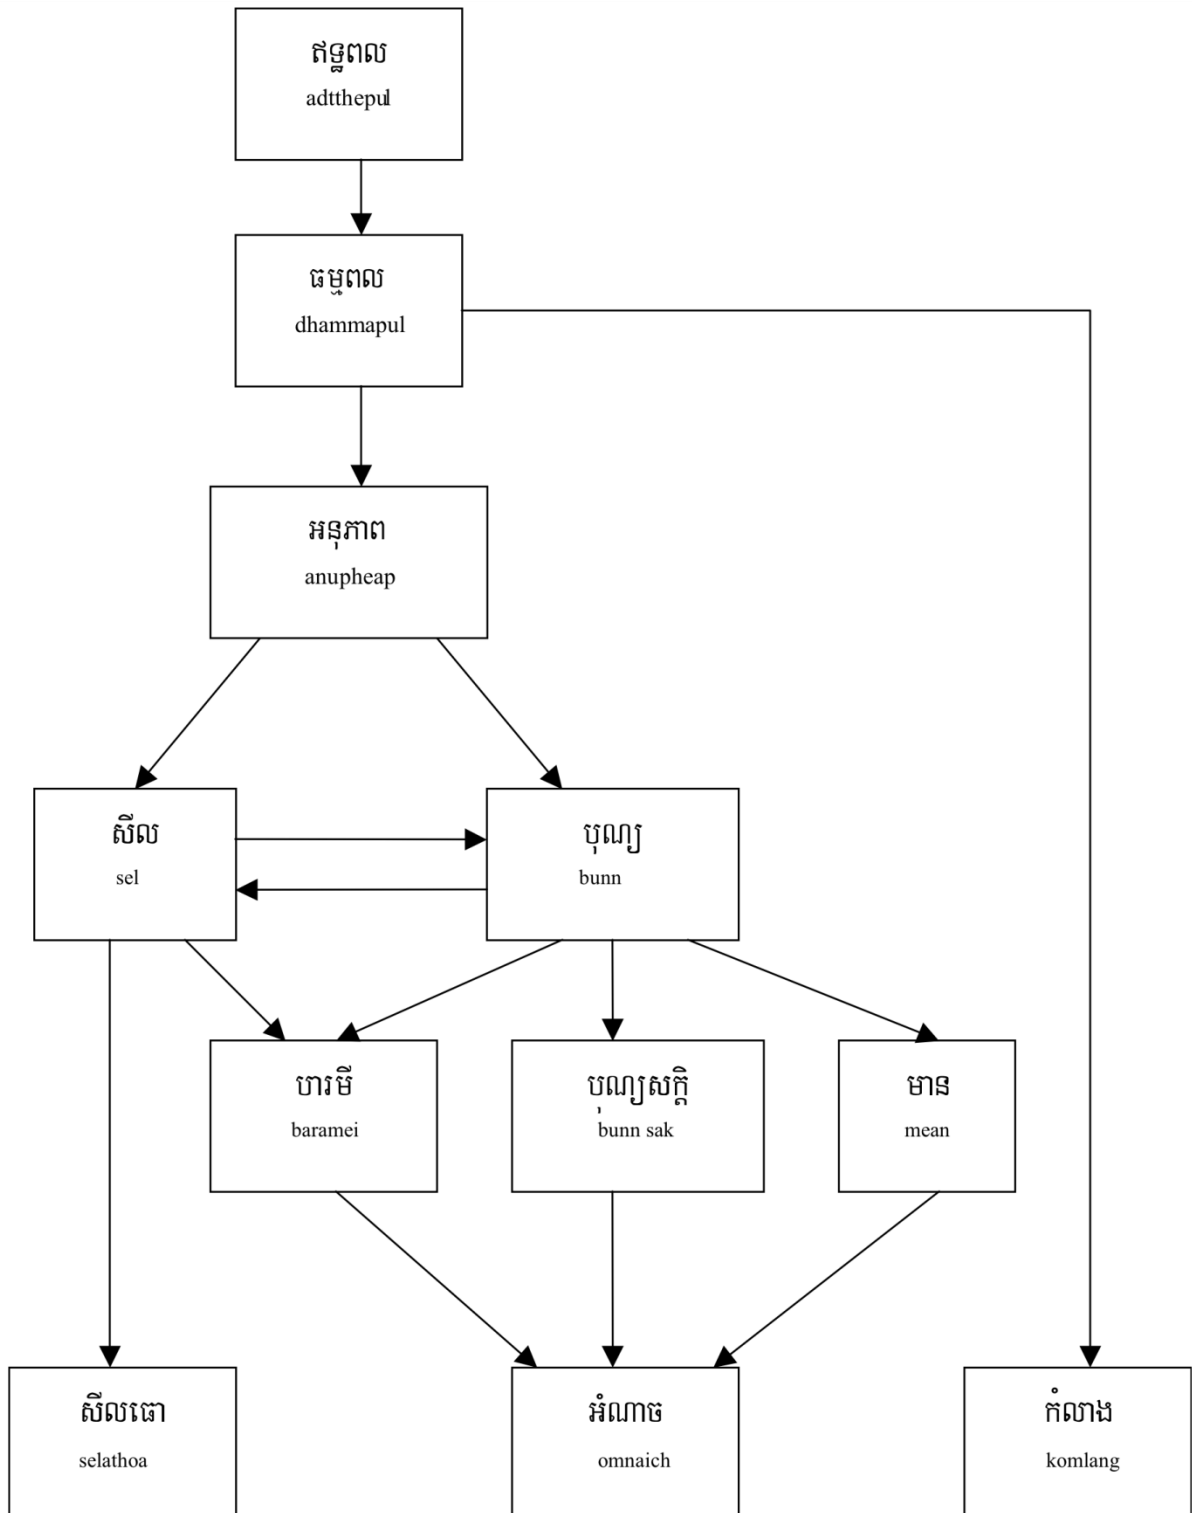 ឥទ្ធពល
adtthepul
ធម្មពល
dhammapul
អនុភាព
anupheap
សីល
sel
បុណ្យ
bunn
បារមី
baramei
បុណ្យសក្តិ
bunn sak
មាន
mean
សីលធោ
selathoa
អំណាច
omnaich
កំលាង
komlang